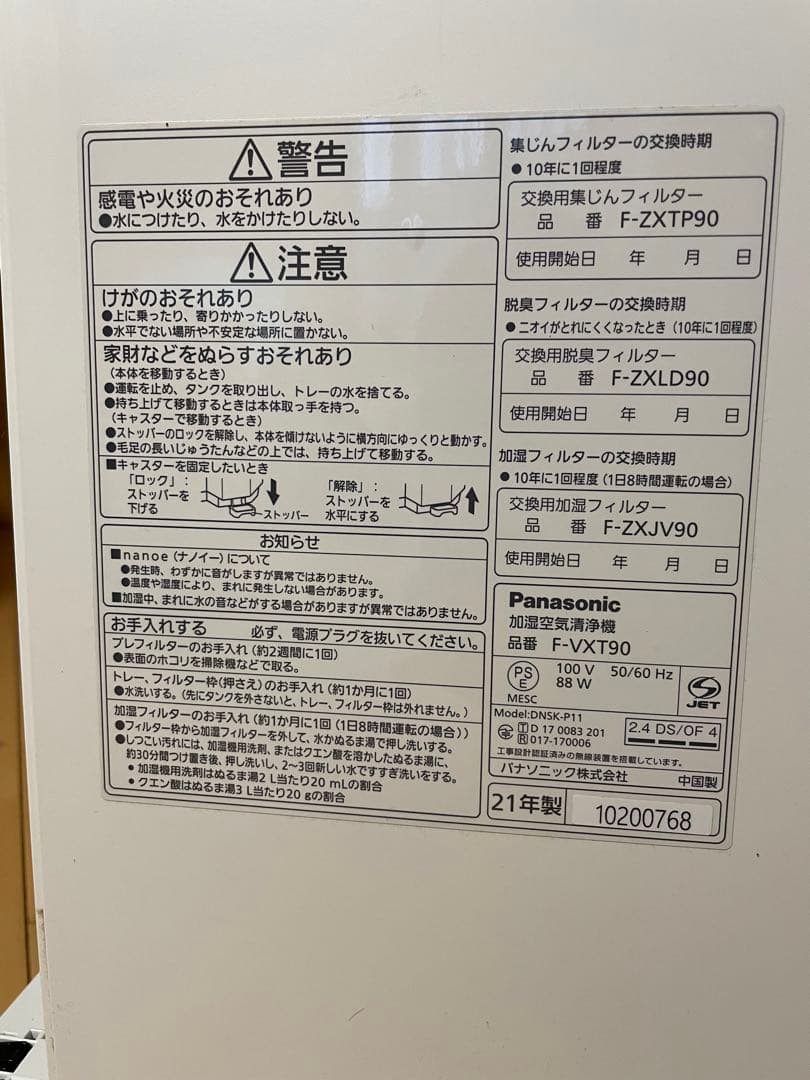 警告
感電や火災のおそれあり
●水につけたり、水をかけたりしない。
注意
けがのおそれあり
●上に乗ったり、寄りかかったりしない。
●水平でない場所や不安定な場所に置かない。
家財などをぬらすおそれあり
(本体を移動するとき)
●運転を止め、タンクを取り出し、トレーの水を捨てる。
●持ち上げて移動するときは本体取っ手を持つ。
(キャスターで移動するとき)
●ストッパーのロックを解除し、本体を傾けないように横方向にゆっくりと動かす。
●毛足の長いじゅうたんなどの上では、持ち上げて移動する。
■キャスターを固定したいとき
「ロック」:
ストッパーを
下げる
ストッパー
「解除」:
ストッパーを
水平にする
お知らせ
■nanoe(ナノイー)について
●発生時、わずかに音がしますが異常ではありません。
●温度や湿度により、まれに発生しない場合があります。
■加湿中、まれに水の音などがする場合がありますが異常ではありません。
お手入れする 必ず、電源プラグを抜いてください。
プレフィルターのお手入れ(約2週間に1回)
●表面のホコリを掃除機などで取る。
トレー、フィルター枠(押さえ)のお手入れ(約1か月に1回)
●水洗いする。(先にタンクを外さないと、トレー、フィルター枠は外れません。)
加湿フィルターのお手入れ(約1か月に1回(1日8時間運転の場合))
●フィルター枠から加湿フィルターを外して、水かぬるま湯で押し洗いする。
●しつこい汚れには、加湿機用洗剤、またはクエン酸を溶かしたぬるま湯に、
約30分間つけ置き後、押し洗いし、2〜3回新しい水ですすぎ洗いをする。
・加湿機用洗剤はぬるま湯2 L当たり20 mLの割合
・クエン酸はぬるま湯3 L当たり20 gの割合
集じんフィルターの交換時期
● 10年に1回程度
交換用集じんフィルター
品 番 F-ZXTP90
使用開始日 年 月 日
脱臭フィルターの交換時期
● ニオイがとれにくくなったとき(10年に1回程度)
交換用脱臭フィルター
品 番 F-ZXLD90
使用開始日 年 月 日
加湿フィルターの交換時期
● 10年に1回程度(1日8時間運転の場合)
交換用加湿フィルター
品 番 F-ZXJV90
使用開始日 年 月 日
Panasonic
加湿空気清浄機
品番 F-VXT90
PS
E
MESC
100 V 50/60 Hz
88 W
JET
Model:DNSK-P11
T D 17 0083 201
R 017-170006
2.4 DS/OF 4
工事設計認証済みの無線装置を搭載しています。
パナソニック株式会社 中国製
21年製 10200768